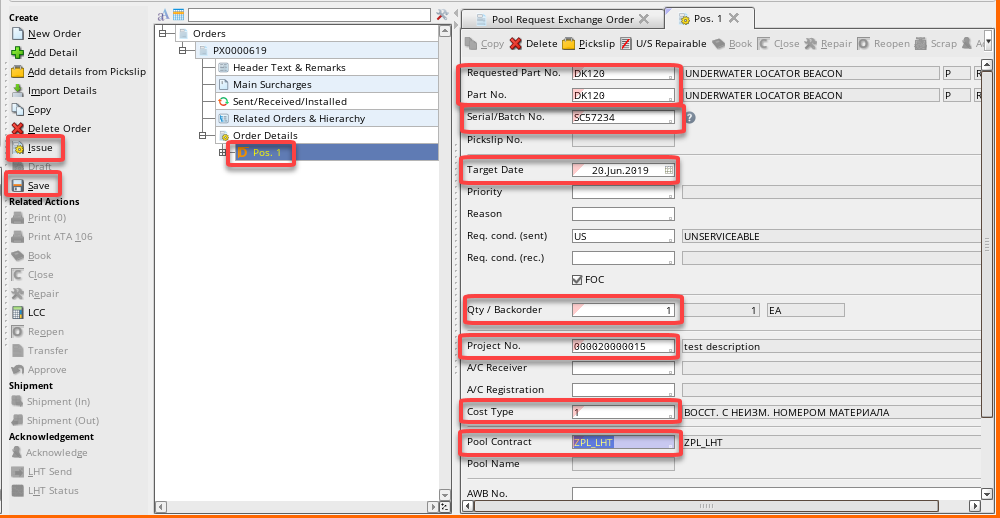 Create
New Order
Add Detail
Add details from Pickslip
Import Details
Copy
Delete Order
Issue
Draft
Save
Related Actions
Print (0)
Print ATA 106
Book
Close
Repair
LCC
Reopen
Transfer
Approve
Shipment
Shipment (In)
Shipment (Out)
Acknowledgement
Acknowledge
LHT Send
LHT Status
Orders
PX0000619
Header Text & Remarks
Main Surcharges
Sent/Received/Installed
Related Orders & Hierarchy
Order Details
Pos. 1
Pool Request Exchange Order Pos. 1
Copy Delete Pickslip U/S Repairable Book Close Repair Reopen Scrap
Requested Part No. DK120 UNDERWATER LOCATOR BEACON P R
Part No. DK120 UNDERWATER LOCATOR BEACON P R
Serial/Batch No. SC57234 ?
Pickslip No.
Target Date 20.Jun.2019
Priority
Reason
Req. cond. (sent) US UNSERVICEABLE
Req. cond. (rec.)
FOC
Qty / Backorder 1 1 EA
Project No. 000020000015 test description
A/C Receiver
A/C Registration
Cost Type 1 ВОССТ. С НЕИЗМ. НОМЕРОМ МАТЕРИАЛА
Pool Contract ZPL_LHT ZPL_LHT
Pool Name
AWB No.